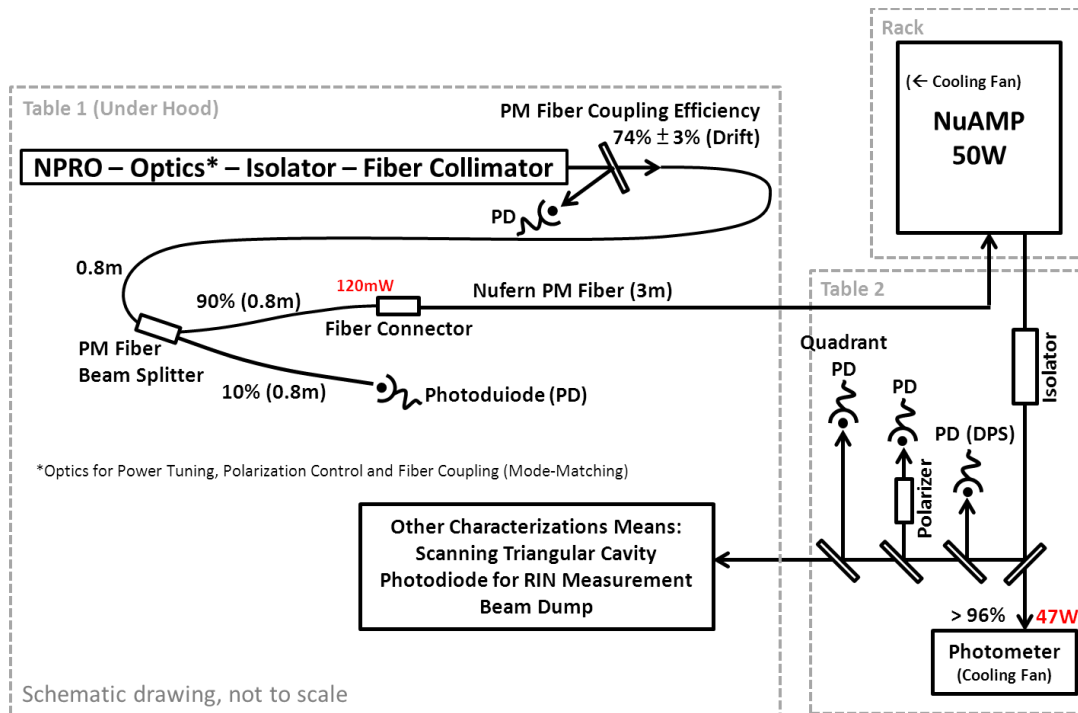 Rack
(← Cooling Fan)
NuAMP
50W
Table 1 (Under Hood)
PM Fiber Coupling Efficiency
74% ± 3% (Drift)
NPRO – Optics* – Isolator – Fiber Collimator
PD
0.8m
90% (0.8m)
120mW
Fiber Connector
Nufern PM Fiber (3m)
PM Fiber
Beam Splitter
10% (0.8m)
Photoduiode (PD)
*Optics for Power Tuning, Polarization Control and Fiber Coupling (Mode-Matching)
Other Characterizations Means:
Scanning Triangular Cavity
Photodiode for RIN Measurement
Beam Dump
Schematic drawing, not to scale
Table 2
Quadrant
PD
PD
PD (DPS)
Isolator
Polarizer
> 96%
47W
Photometer
(Cooling Fan)